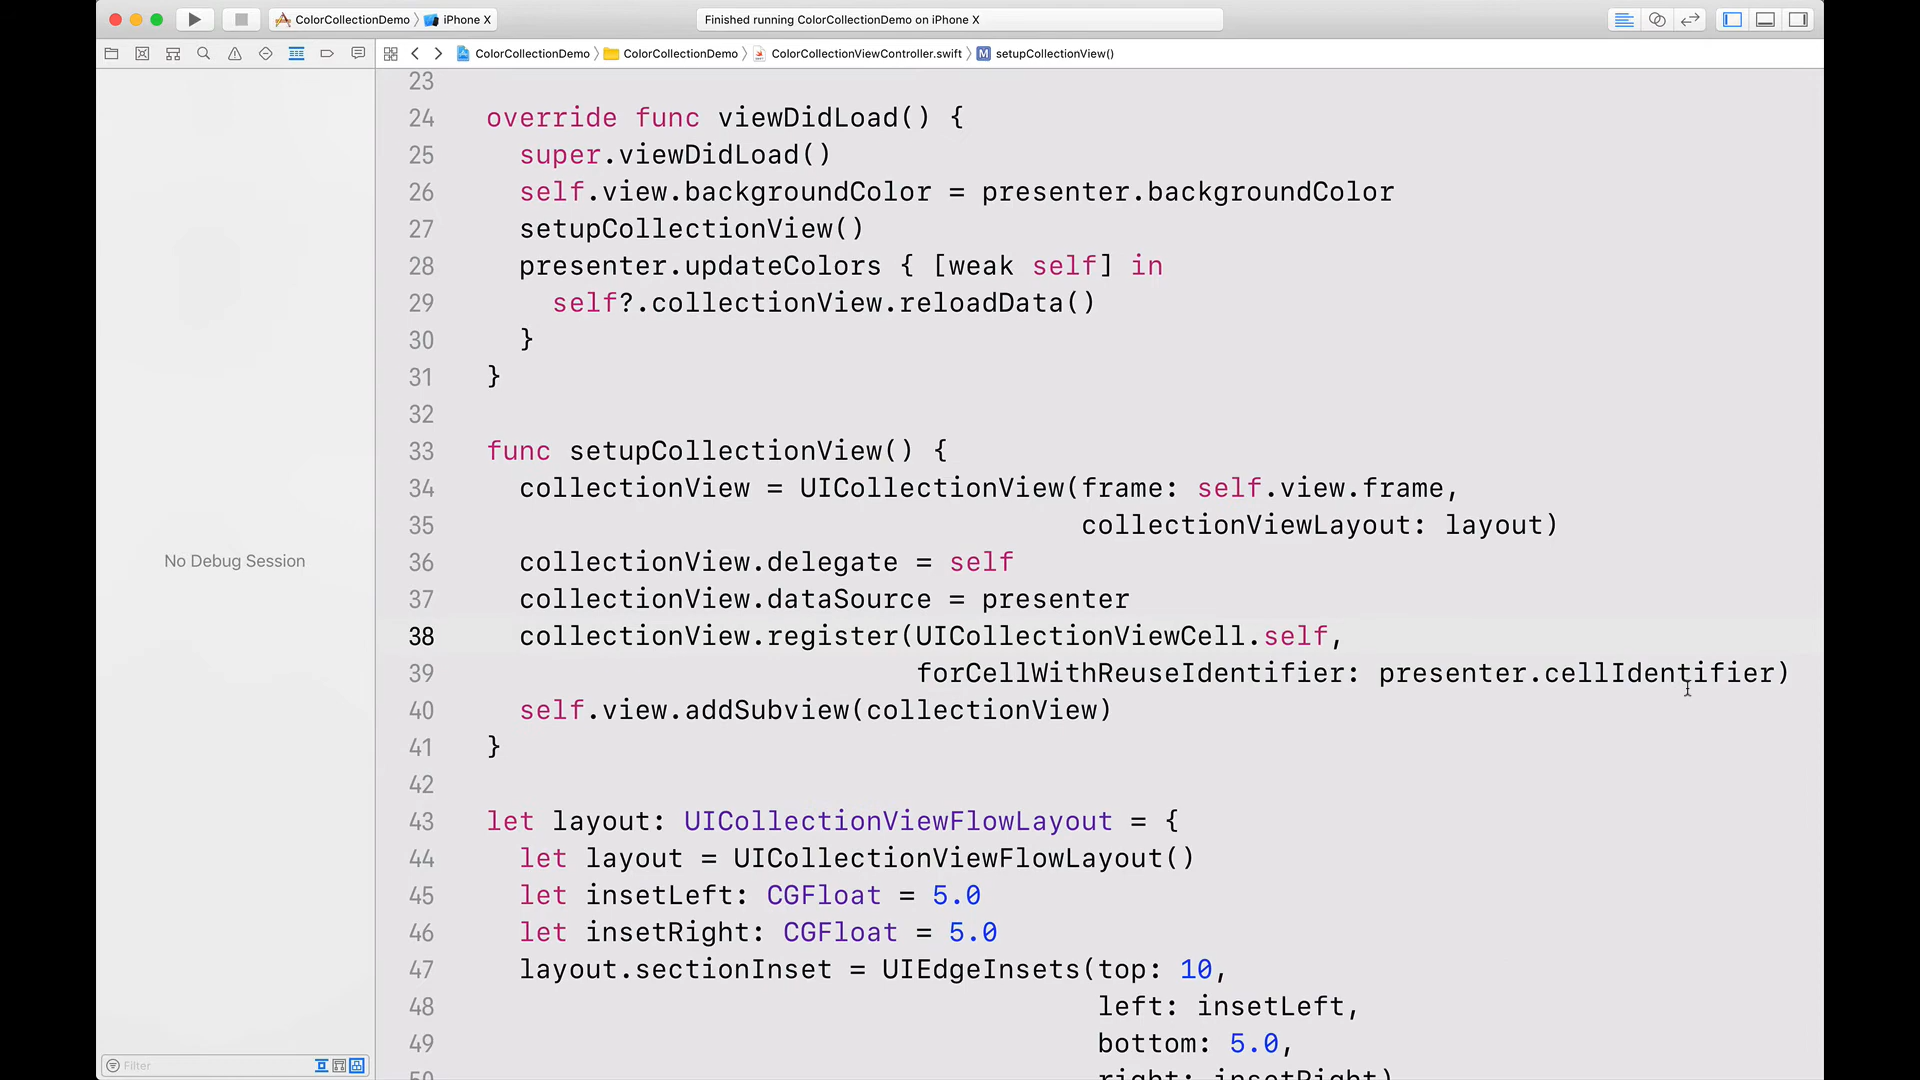 ColorCollectionDemo iPhone X
Finished running ColorCollectionDemo on iPhone X
ColorCollectionDemo ColorCollectionDemo ColorCollectionViewController.swift M setupCollectionView()
23
24 override func viewDidLoad() {
25 super.viewDidLoad()
26 self.view.backgroundColor = presenter.backgroundColor
27 setupCollectionView()
28 presenter.updateColors { [weak self] in
29 self?.collectionView.reloadData()
30 }
31 }
32
33 func setupCollectionView() {
34 collectionView = UICollectionView(frame: self.view.frame,
35 collectionViewLayout: layout)
36 collectionView.delegate = self
No Debug Session
37 collectionView.dataSource = presenter
38 collectionView.register(UICollectionViewCell.self,
39 forCellWithReuseIdentifier: presenter.cellIdentifier)
40 self.view.addSubview(collectionView)
41 }
42
43 let layout: UICollectionViewFlowLayout = {
44 let layout = UICollectionViewFlowLayout()
45 let insetLeft: CGFloat = 5.0
46 let insetRight: CGFloat = 5.0
47 layout.sectionInset = UIEdgeInsets(top: 10,
48 left: insetLeft,
49 bottom: 5.0,
50 right: insetRight)
Filter